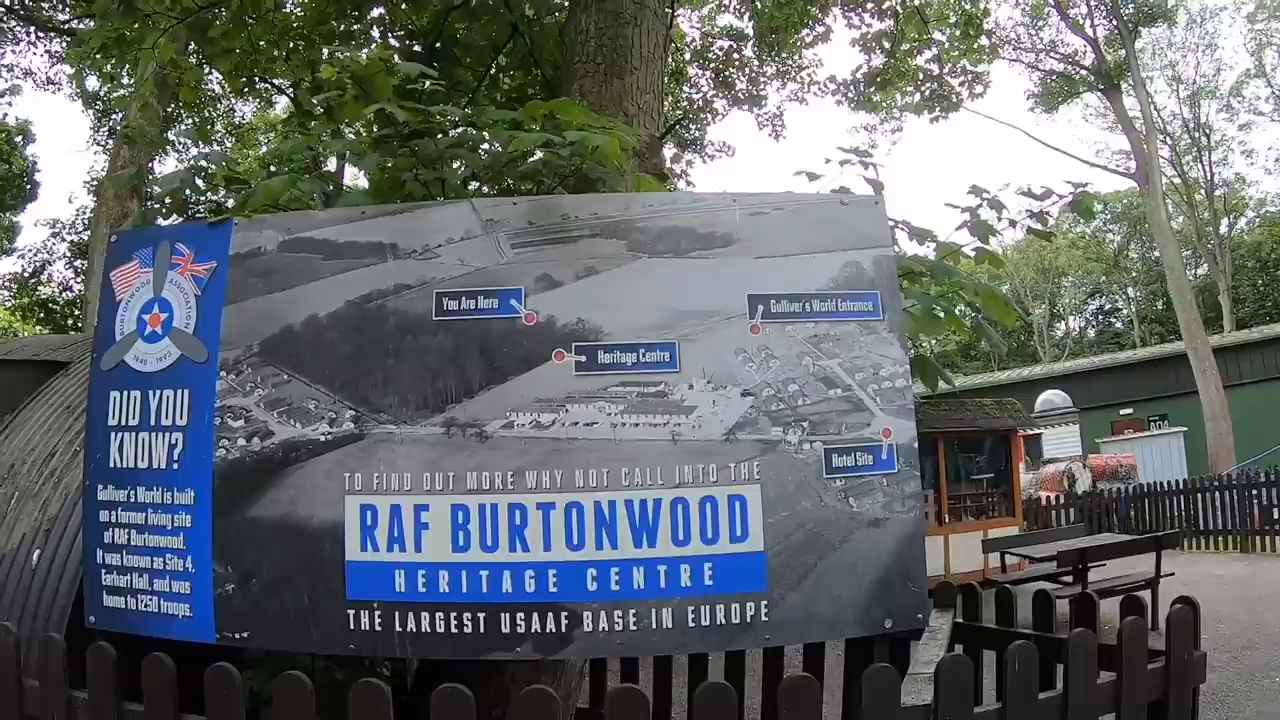 BURTONWOOD ASSOCIATION
1940 - 1993
DID YOU
KNOW?
Gulliver's World is built
on a former living site
of RAF Burtonwood.
It was known as Site 4,
Earhart Hall, and was
home to 1250 troops.
You Are Here
Gulliver's World Entrance
Heritage Centre
Hotel Site
TO FIND OUT MORE WHY NOT CALL INTO THE
RAF BURTONWOOD
HERITAGE CENTRE
THE LARGEST USAAF BASE IN EUROPE